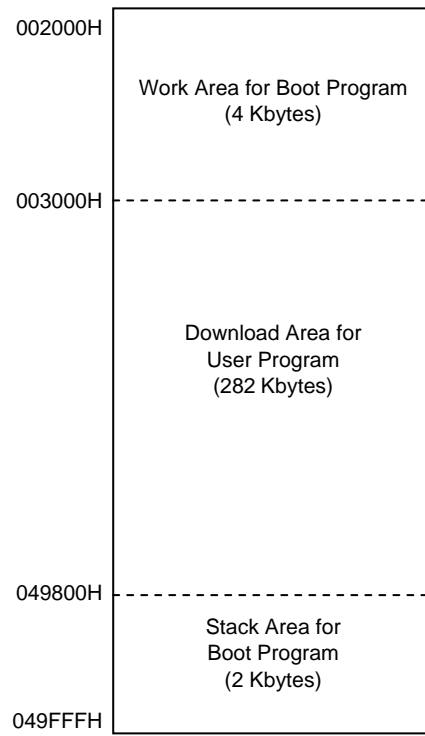 002000H
Work Area for Boot Program
(4 Kbytes)
003000H
Download Area for
User Program
(282 Kbytes)
049800H
Stack Area for
Boot Program
(2 Kbytes)
049FFFH